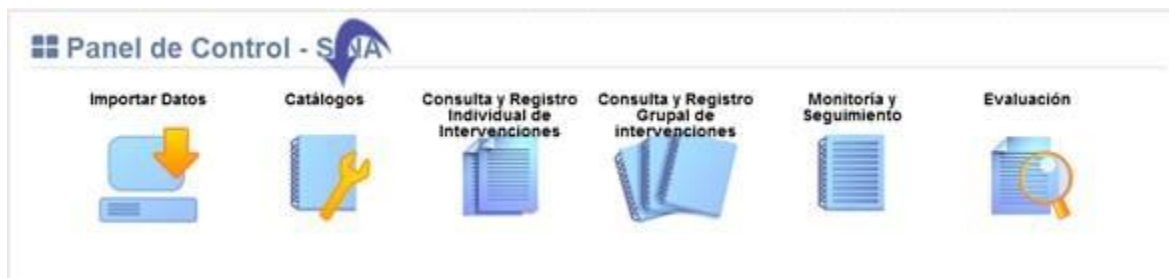 Panel de Control -
Importar Datos
Catálogos
Consulta y Registro
Individual de
Intervenciones
Consulta y Registro
Grupal de
intervenciones
Monitoría y
Seguimiento
Evaluación